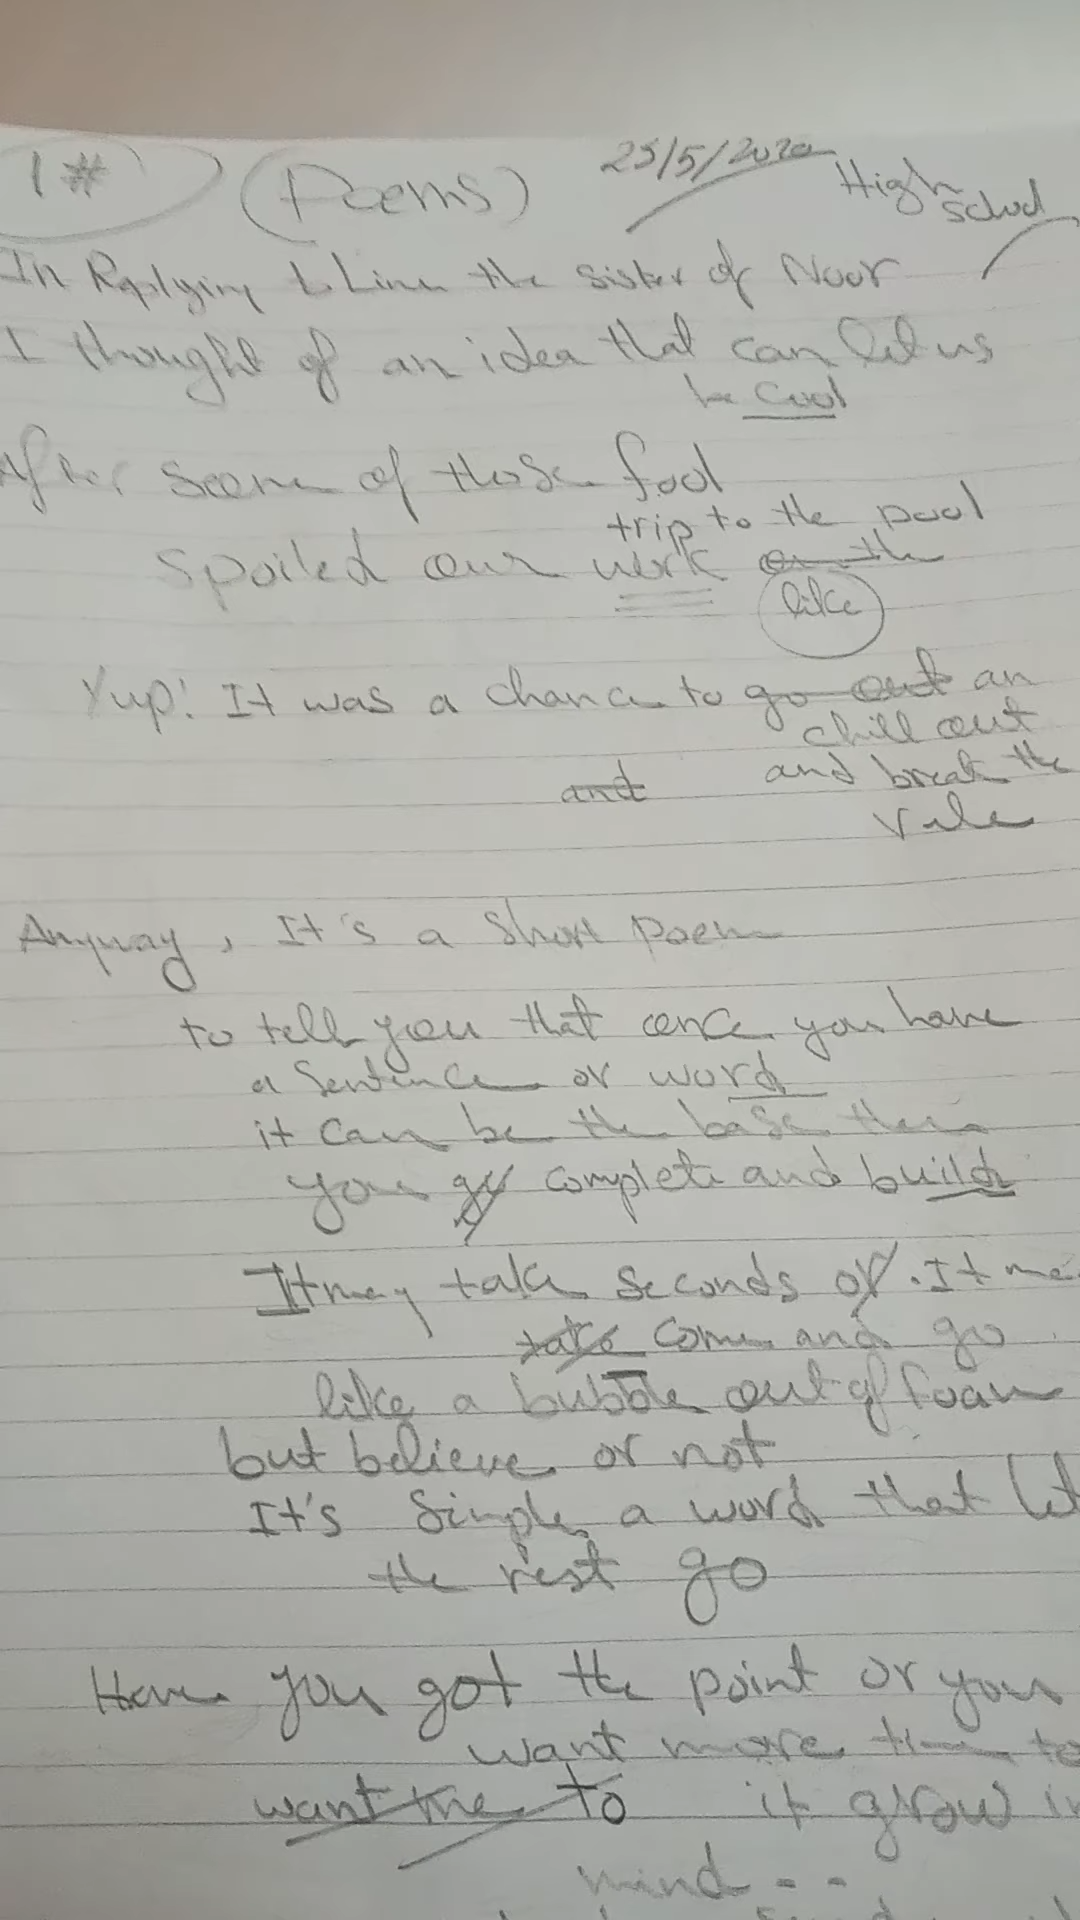 1 #
(Poems)
25/5/2020
High
School
In Replying to Lina the sister of Noor
I thought of an idea that can let us
be Cool
After some of those fool
trip to the pool
spoiled our work on the
like
Yup! It was a chance to go out an
chill out
and and break the
rule
Anyway, It's a short poem
to tell you that once you have
a sentence or word
it can be the base then
you complete and build
It may take seconds or. It
take come and go
like a bubble out of foam
but believe or not
It's simple a word that let
the rest go
Have you got the point or you
want more time to
want me to it grow in
mind - -